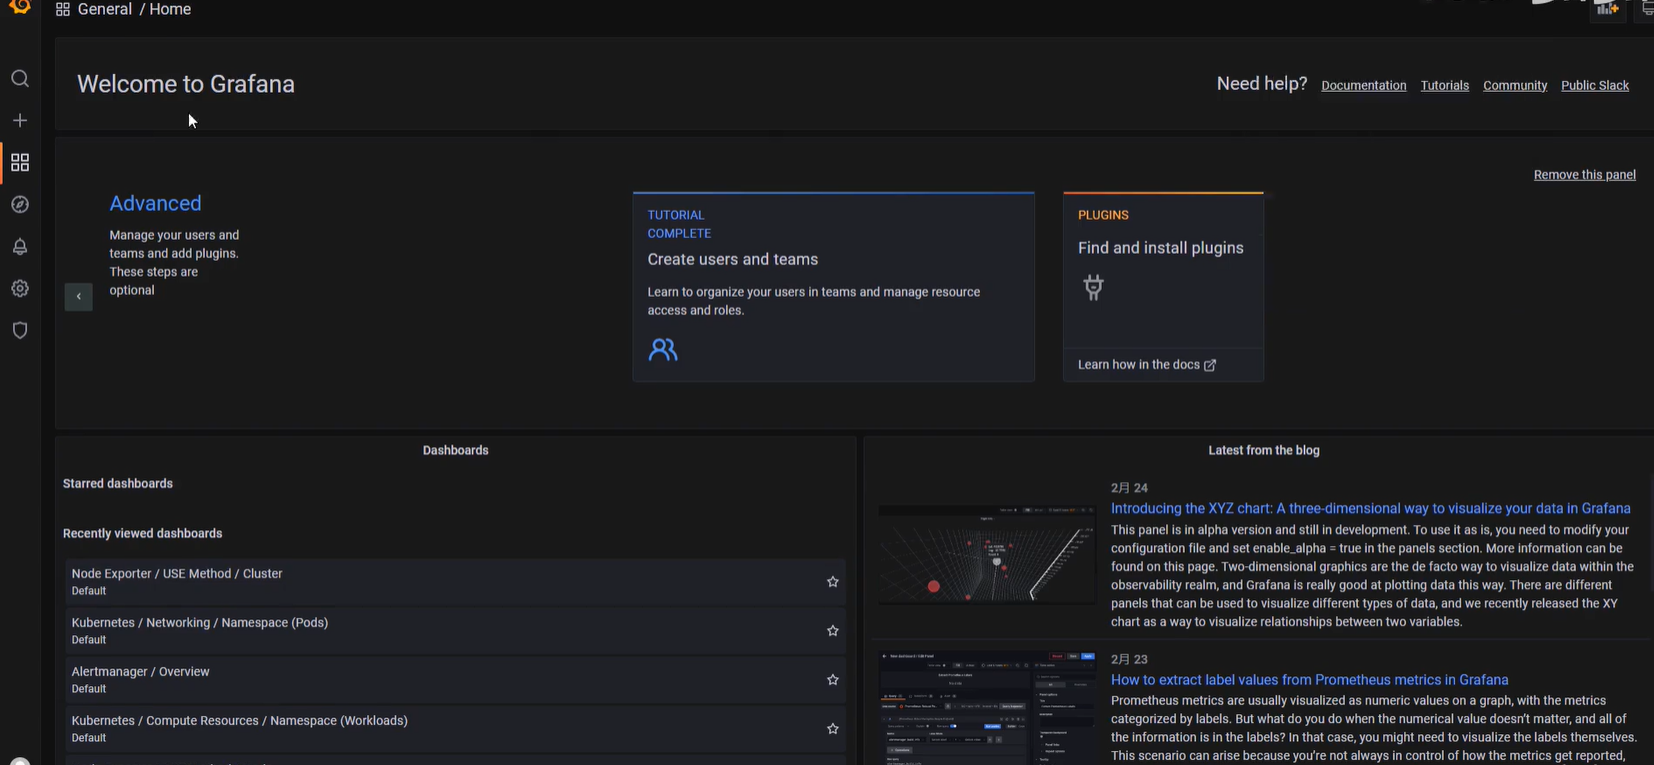 General / Home
Welcome to Grafana
Need help?
Documentation
Tutorials
Community
Public Slack
Remove this panel
Advanced
Manage your users and
teams and add plugins.
These steps are
optional
TUTORIAL
COMPLETE
Create users and teams
Learn to organize your users in teams and manage resource
access and roles.
PLUGINS
Find and install plugins
Learn how in the docs
Dashboards
Starred dashboards
Recently viewed dashboards
Node Exporter / USE Method / Cluster
Default
Kubernetes / Networking / Namespace (Pods)
Default
Alertmanager / Overview
Default
Kubernetes / Compute Resources / Namespace (Workloads)
Default
Latest from the blog
2月 24
Introducing the XYZ chart: A three-dimensional way to visualize your data in Grafana
This panel is in alpha version and still in development. To use it as is, you need to modify your
configuration file and set enable_alpha = true in the panels section. More information can be
found on this page. Two-dimensional graphics are the de facto way to visualize data within the
observability realm, and Grafana is really good at plotting data this way. There are different
panels that can be used to visualize different types of data, and we recently released the XY
chart as a way to visualize relationships between two variables.
2月 23
How to extract label values from Prometheus metrics in Grafana
Prometheus metrics are usually visualized as numeric values on a graph, with the metrics
categorized by labels. But what do you do when the numerical value doesn't matter, and all of
the information is in the labels? In that case, you might need to visualize the labels themselves.
This scenario can arise because you're not always in control of how the metrics get reported,